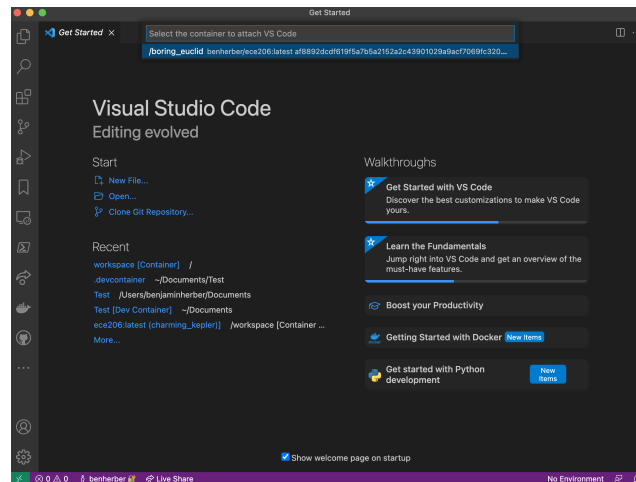 Get Started
Get Started
Select the container to attach VS Code
/boring_euclid benherber/ece206:latest af8892dcdf619f5a7b5a2152a2c43901029a9acf7069fc320...
Visual Studio Code
Editing evolved
Start
New File...
Open...
Clone Git Repository...
Recent
workspace [Container] /
.devcontainer ~/Documents/Test
Test /Users/benjaminherber/Documents
Test [Dev Container] ~/Documents
ece206:latest (charming_kepler)] /workspace [Container ...
More...
Walkthroughs
Get Started with VS Code
Discover the best customizations to make VS Code
yours.
Learn the Fundamentals
Jump right into VS Code and get an overview of the
must-have features.
Boost your Productivity
Getting Started with Docker New Items
Get started with Python
development
New
Items
Show welcome page on startup
0 0 benherber Live Share No Environment